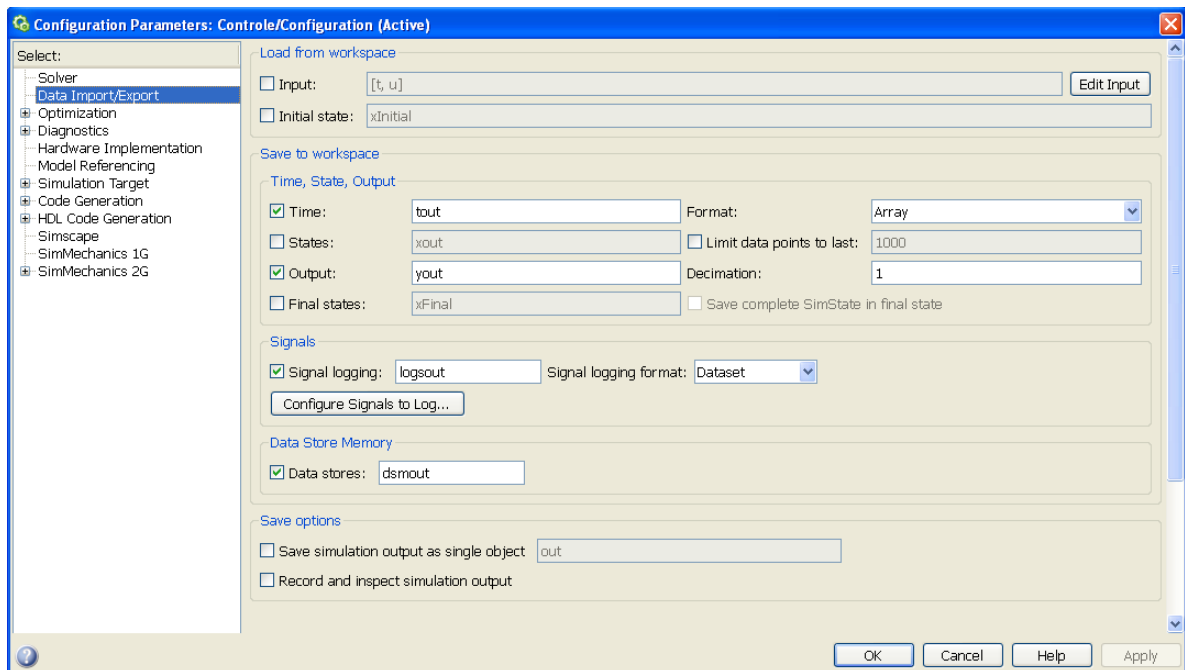 Configuration Parameters: Controle/Configuration (Active)
Select:
Solver
Data Import/Export
Optimization
Diagnostics
Hardware Implementation
Model Referencing
Simulation Target
Code Generation
HDL Code Generation
Simscape
SimMechanics 1G
SimMechanics 2G
Load from workspace
Input: [t, u] Edit Input
Initial state: xInitial
Save to workspace
Time, State, Output
Time: tout Format: Array
States: xout Limit data points to last: 1000
Output: yout Decimation: 1
Final states: xFinal Save complete SimState in final state
Signals
Signal logging: logsout Signal logging format: Dataset
Configure Signals to Log...
Data Store Memory
Data stores: dsmout
Save options
Save simulation output as single object out
Record and inspect simulation output
OK Cancel Help Apply